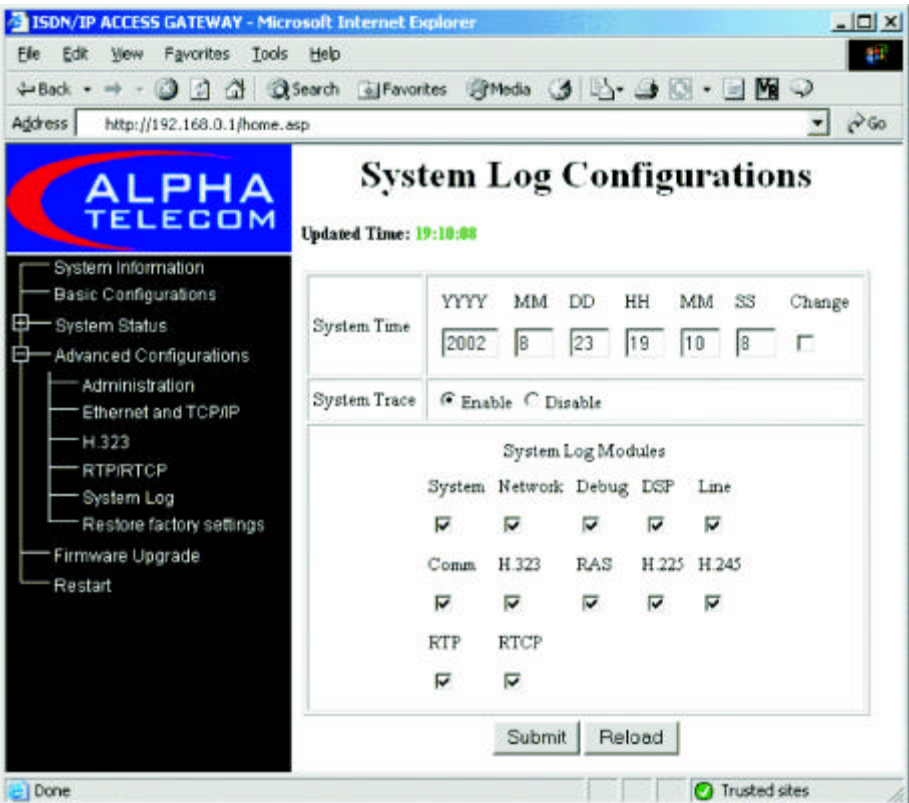 ISDN/IP ACCESS GATEWAY - Microsoft Internet Explorer
File Edit View Favorites Tools Help
Back Search Favorites Media
Address http://192.168.0.1/home.asp Go
ALPHA
TELECOM
System Information
Basic Configurations
System Status
Advanced Configurations
Administration
Ethernet and TCP/IP
H.323
RTP/RTCP
System Log
Restore factory settings
Firmware Upgrade
Restart
System Log Configurations
Updated Time: 19:10:08
YYYY MM DD HH MM SS Change
System Time
2002 8 23 19 10 8
System Trace Enable Disable
System Log Modules
System Network Debug DSP Line
Comm H.323 RAS H.225 H.245
RTP RTCP
Submit Reload
Done Trusted sites